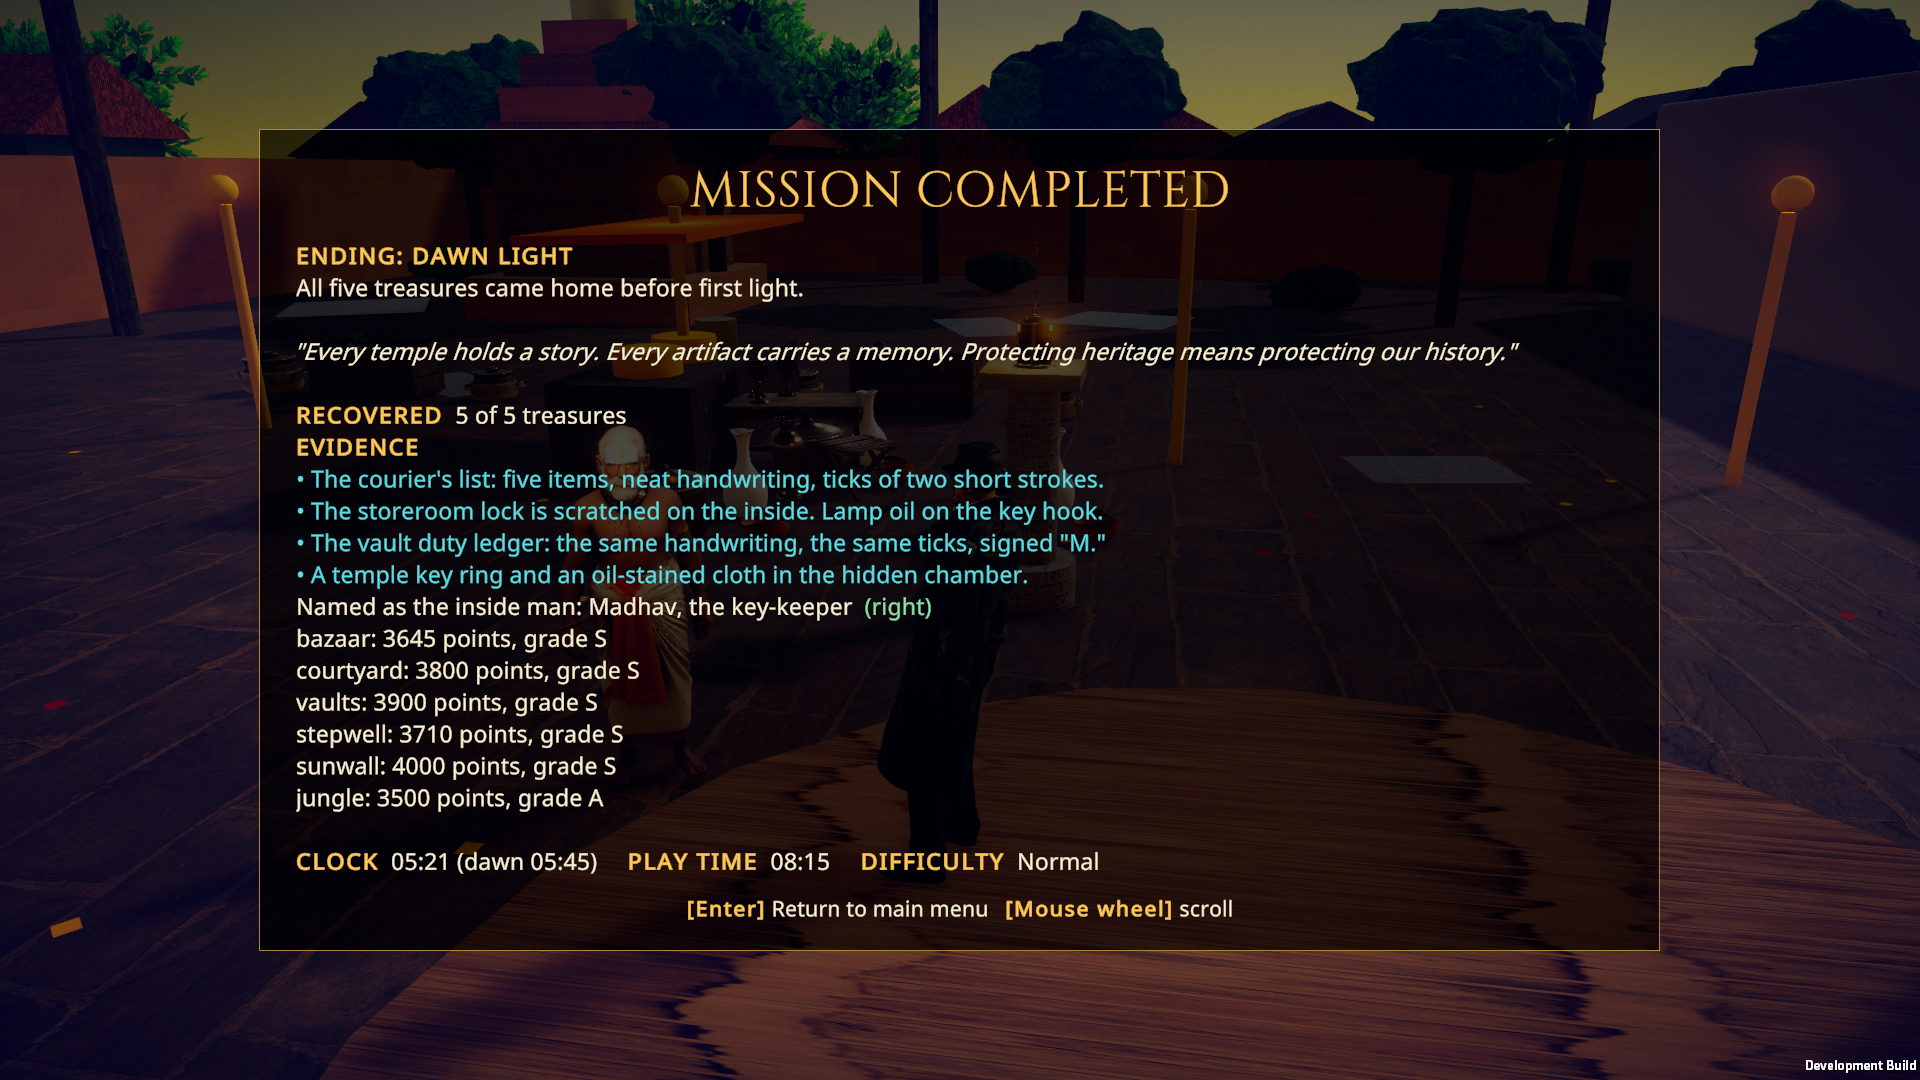 MISSION COMPLETED
ENDING: DAWN LIGHT
All five treasures came home before first light.
"Every temple holds a story. Every artifact carries a memory. Protecting heritage means protecting our history."
RECOVERED 5 of 5 treasures
EVIDENCE
• The courier's list: five items, neat handwriting, ticks of two short strokes.
• The storeroom lock is scratched on the inside. Lamp oil on the key hook.
• The vault duty ledger: the same handwriting, the same ticks, signed "M."
• A temple key ring and an oil-stained cloth in the hidden chamber.
Named as the inside man: Madhav, the key-keeper (right)
bazaar: 3645 points, grade S
courtyard: 3800 points, grade S
vaults: 3900 points, grade S
stepwell: 3710 points, grade S
sunwall: 4000 points, grade S
jungle: 3500 points, grade A
CLOCK 05:21 (dawn 05:45) PLAY TIME 08:15 DIFFICULTY Normal
[Enter] Return to main menu [Mouse wheel] scroll
Development Build